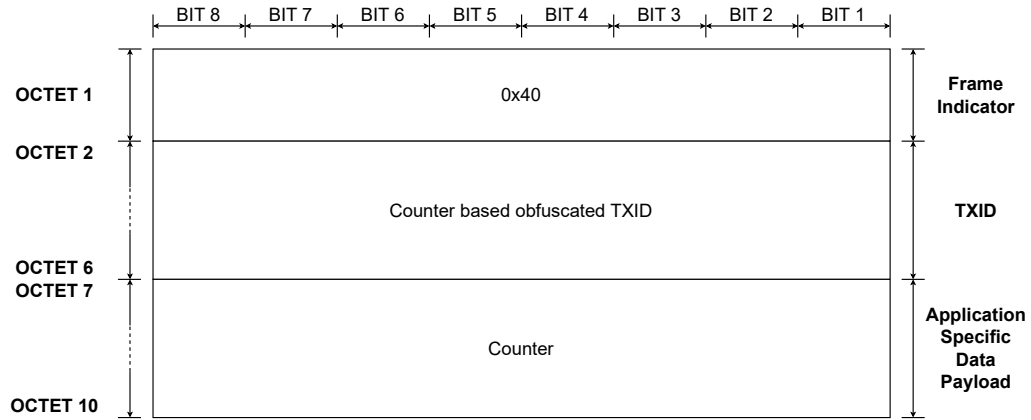 BIT 8 BIT 7 BIT 6 BIT 5 BIT 4 BIT 3 BIT 2 BIT 1
OCTET 1
0x40
Frame
Indicator
OCTET 2
Counter based obfuscated TXID
TXID
OCTET 6
OCTET 7
Counter
Application
Specific
Data
Payload
OCTET 10